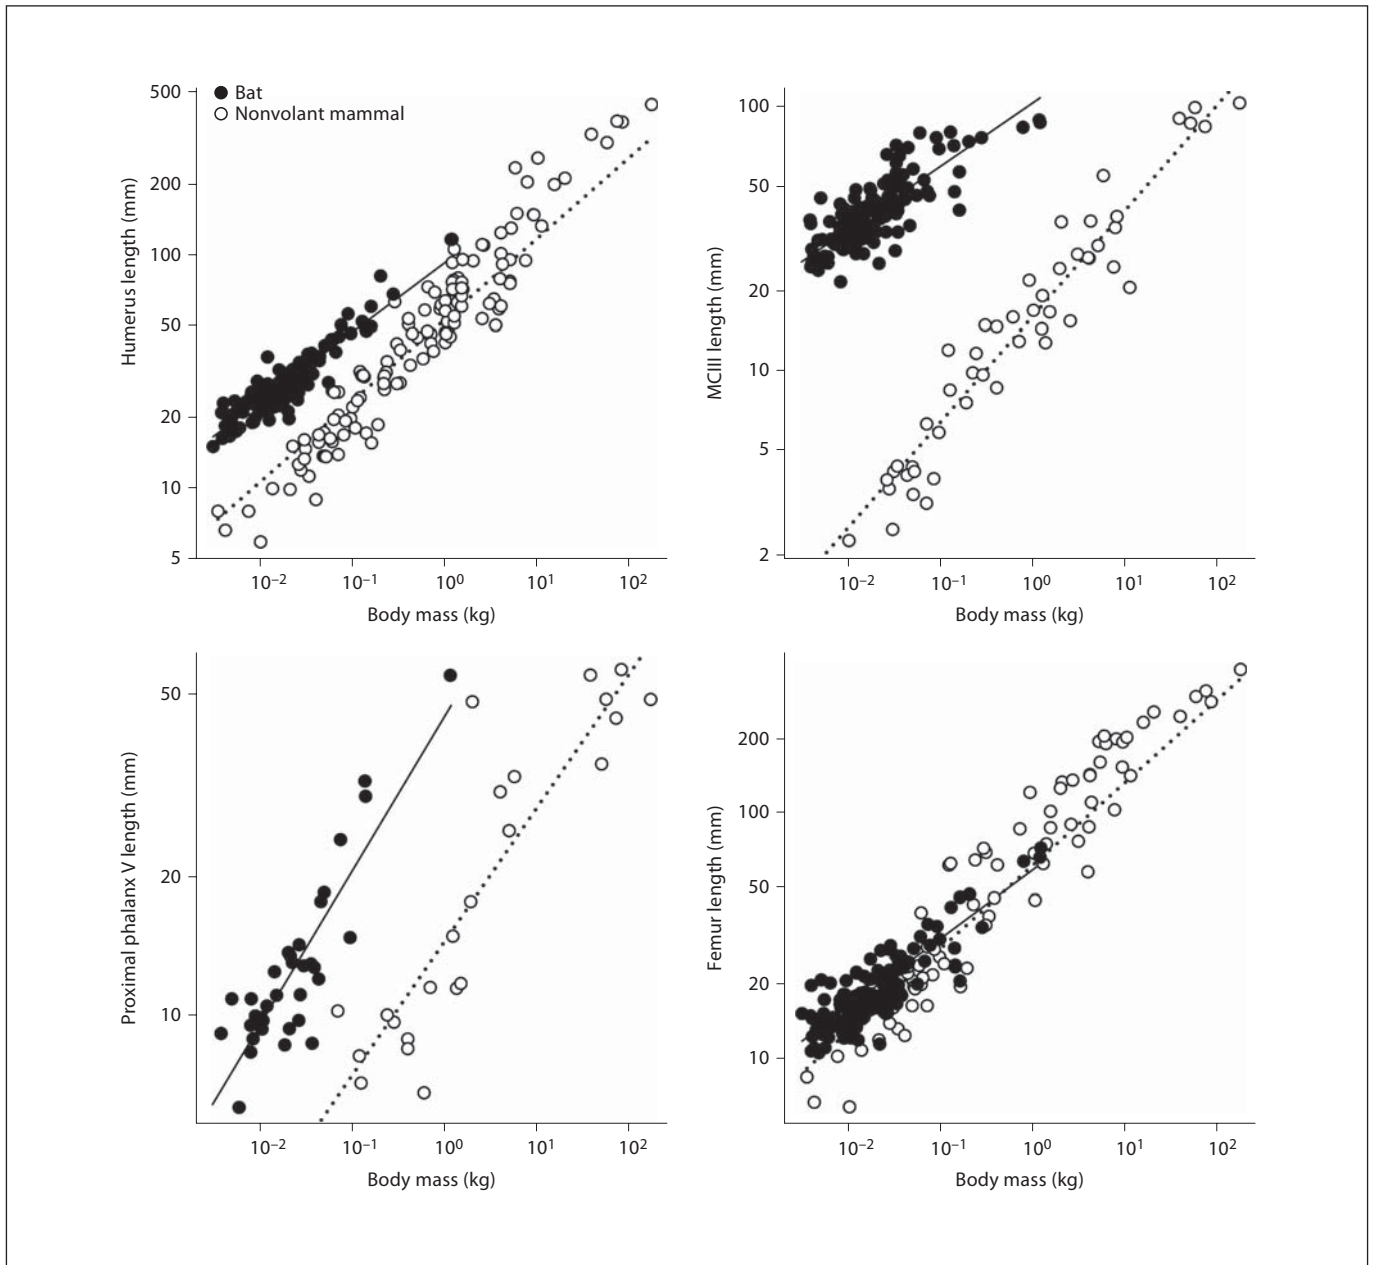 500
200
100
50
20
10
5
Bat
Nonvolant mammal
Humerus length (mm)
10⁻² 10⁻¹ 10⁰ 10¹ 10²
Body mass (kg)
100
50
20
10
5
2
MCIII length (mm)
10⁻² 10⁻¹ 10⁰ 10¹ 10²
Body mass (kg)
50
20
10
Proximal phalanx V length (mm)
10⁻² 10⁻¹ 10⁰ 10¹ 10²
Body mass (kg)
200
100
50
20
10
Femur length (mm)
10⁻² 10⁻¹ 10⁰ 10¹ 10²
Body mass (kg)